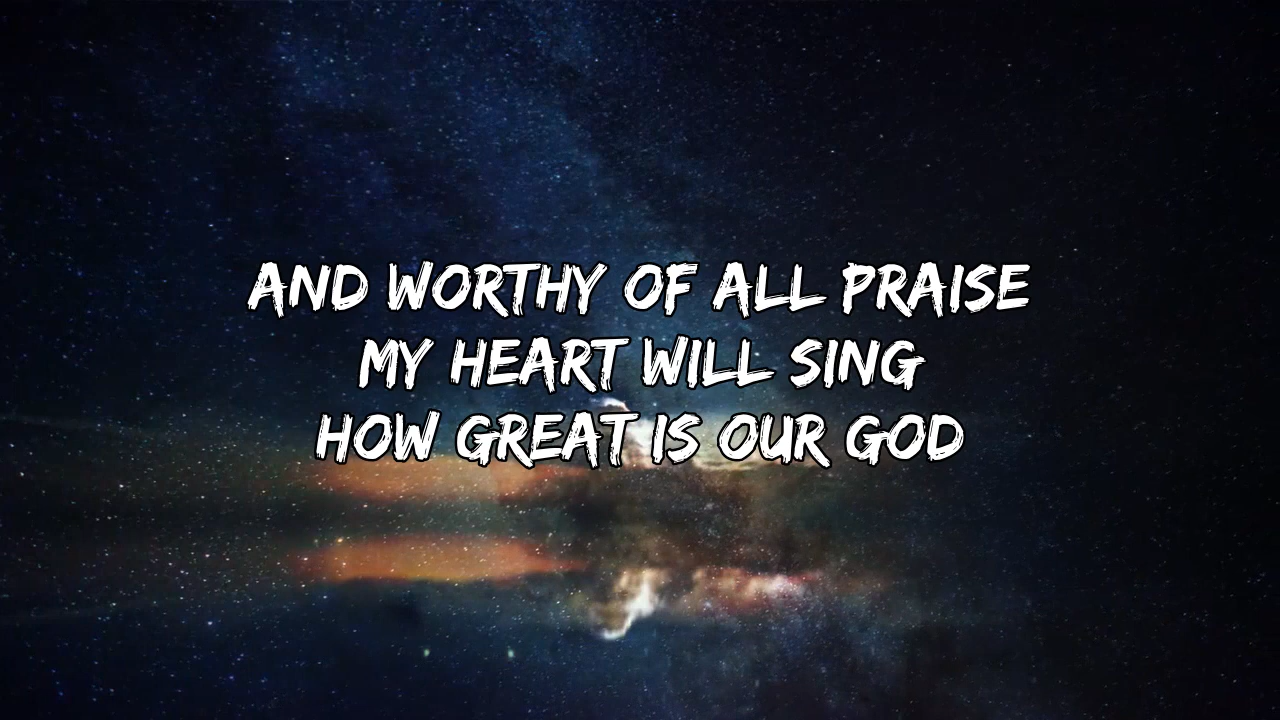 AND WORTHY OF ALL PRAISE
MY HEART WILL SING
HOW GREAT IS OUR GOD